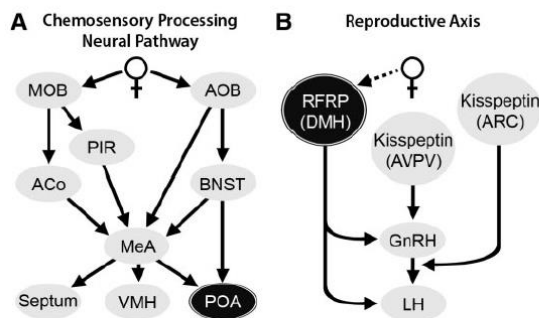 A Chemosensory Processing
Neural Pathway
MOB
AOB
PIR
ACo
BNST
MeA
Septum
VMH
POA
B Reproductive Axis
RFRP
(DMH)
Kisspeptin
(ARC)
Kisspeptin
(AVPV)
GnRH
LH